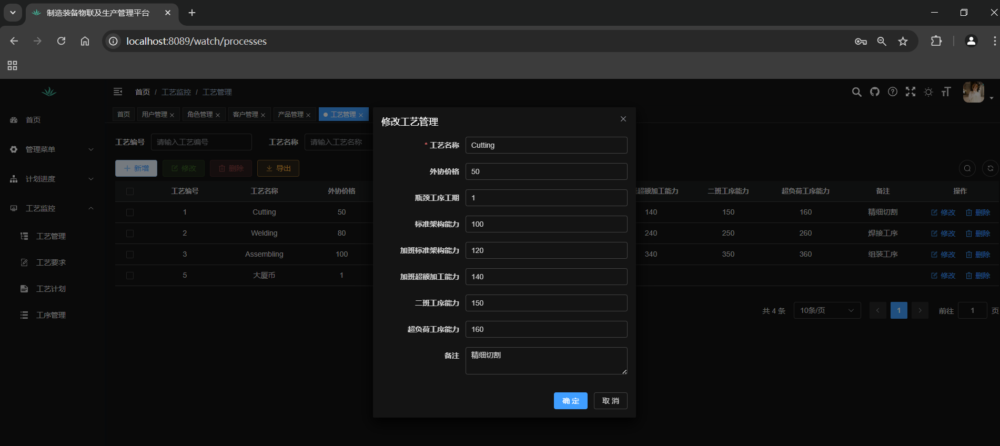 制造装备物联及生产管理平台
localhost:8089/watch/processes
首页 / 工艺监控 / 工艺管理
首页
用户管理
角色管理
客户管理
产品管理
工艺管理
首页
管理菜单
计划进度
工艺监控
工艺管理
工艺要求
工艺计划
工序管理
工艺编号 请输入工艺编号 工艺名称 请输入工艺名称
新增 修改 删除 导出
工艺编号 工艺名称 外协价格 超额加工能力 二班工序能力 超负荷工序能力 备注 操作
1 Cutting 50 140 150 160 精细切割 修改 删除
2 Welding 80 240 250 260 焊接工序 修改 删除
3 Assembling 100 340 350 360 组装工序 修改 删除
5 大厦币 1 修改 删除
共 4 条 10条/页 1 前往 1 页
修改工艺管理
* 工艺名称 Cutting
外协价格 50
瓶颈工序工期 1
标准架构能力 100
加班标准架构能力 120
加班超额加工能力 140
二班工序能力 150
超负荷工序能力 160
备注 精细切割
确 定 取 消